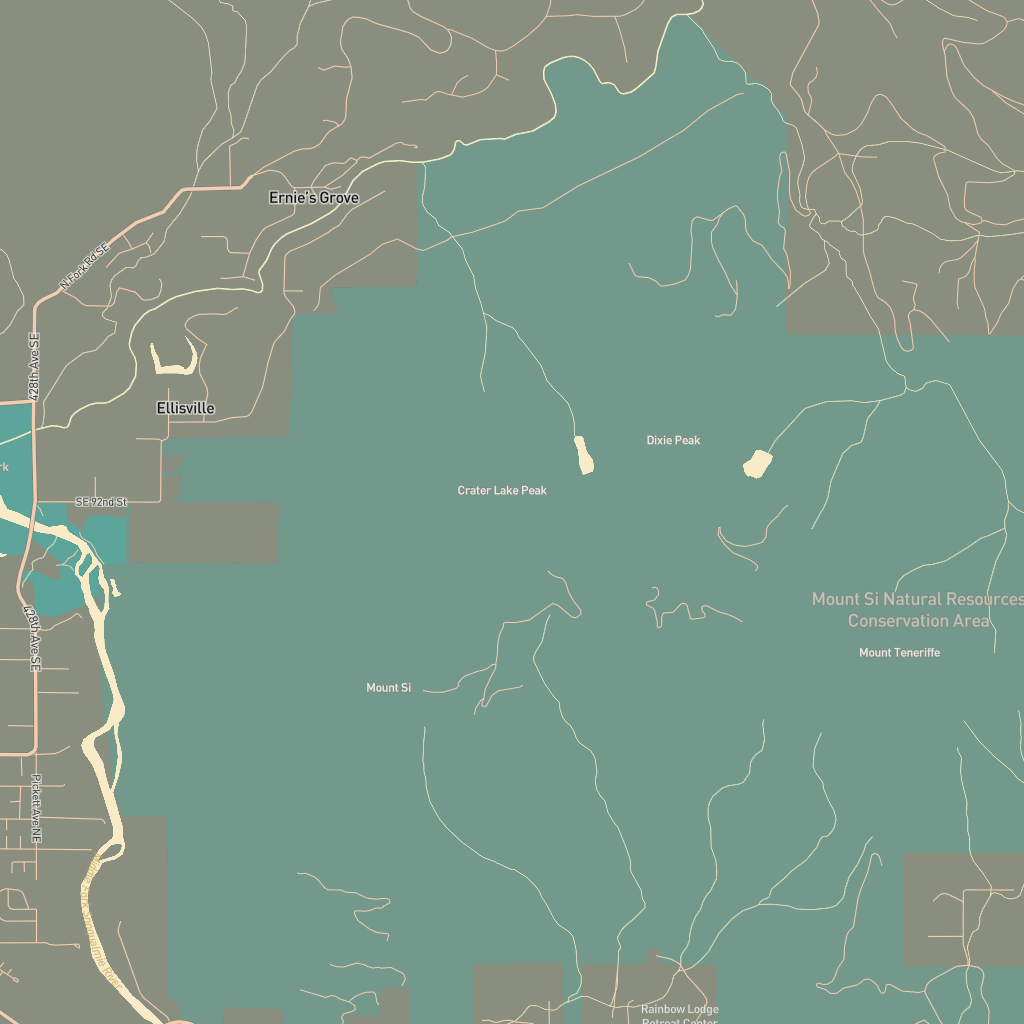 Ernie's Grove
N Fork Rd SE
428th Ave SE
Ellisville
Dixie Peak
rk
Crater Lake Peak
SE 92nd St
Mount Si Natural Resources
Conservation Area
428th Ave SE
Mount Teneriffe
Mount Si
Pickett Ave NE
Rainbow Lodge
Retreat Center